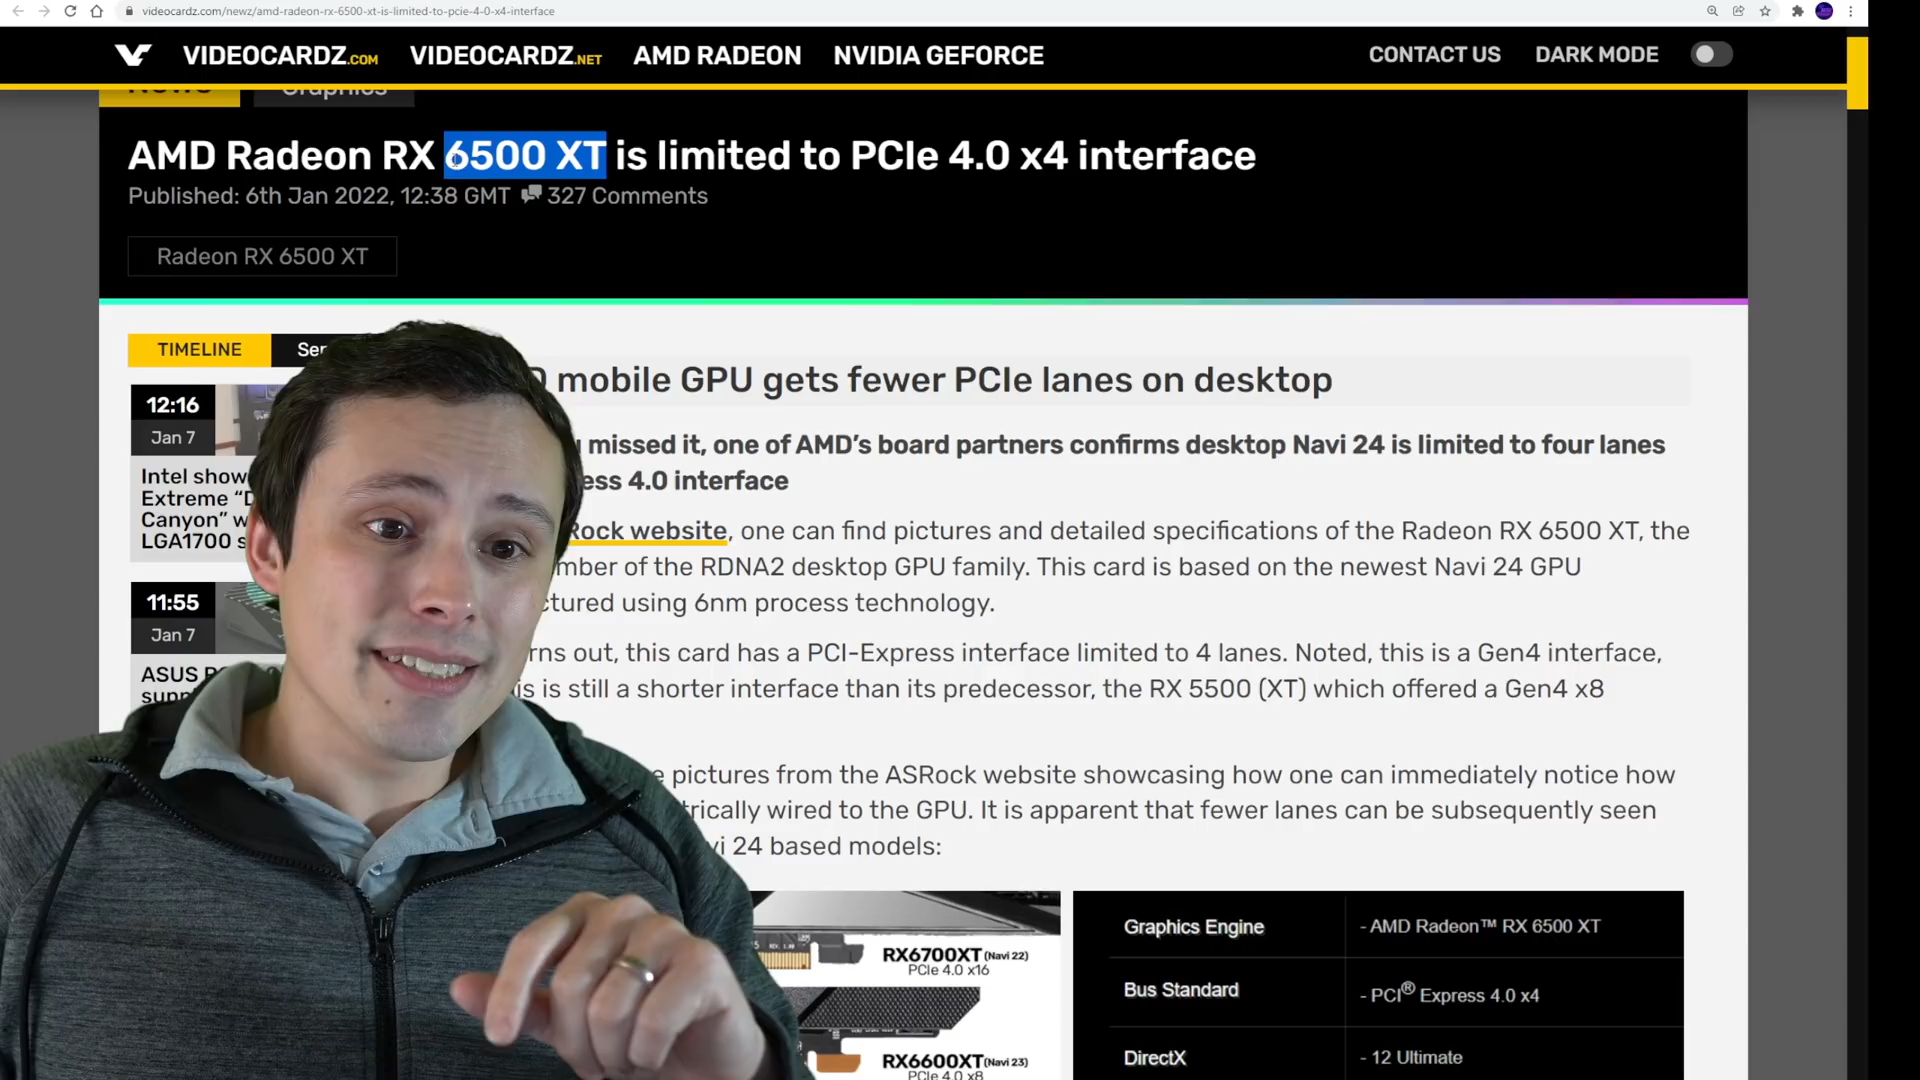 videocardz.com/newz/amd-radeon-rx-6500-xt-is-limited-to-pcie-4-0-x4-interface
VIDEOCARDZ.COM VIDEOCARDZ.NET AMD RADEON NVIDIA GEFORCE CONTACT US DARK MODE
News Graphics
AMD Radeon RX 6500 XT is limited to PCIe 4.0 x4 interface
Published: 6th Jan 2022, 12:38 GMT 327 Comments
Radeon RX 6500 XT
TIMELINE
mobile GPU gets fewer PCIe lanes on desktop
missed it, one of AMD's board partners confirms desktop Navi 24 is limited to four lanes
4.0 interface
Rock website, one can find pictures and detailed specifications of the Radeon RX 6500 XT, the
mber of the RDNA2 desktop GPU family. This card is based on the newest Navi 24 GPU
ctured using 6nm process technology.
rns out, this card has a PCI-Express interface limited to 4 lanes. Noted, this is a Gen4 interface,
is is still a shorter interface than its predecessor, the RX 5500 (XT) which offered a Gen4 x8
pictures from the ASRock website showcasing how one can immediately notice how
trically wired to the GPU. It is apparent that fewer lanes can be subsequently seen
vi 24 based models:
12:16
Jan 7
Intel show
Extreme "D
Canyon" w
LGA1700 s
11:55
Jan 7
ASUS
supp
RX6700XT(Navi 22)
PCIe 4.0 x16
RX6600XT(Navi 23)
PCIe 4.0 x8
Graphics Engine - AMD Radeon™ RX 6500 XT
Bus Standard - PCI® Express 4.0 x4
DirectX - 12 Ultimate